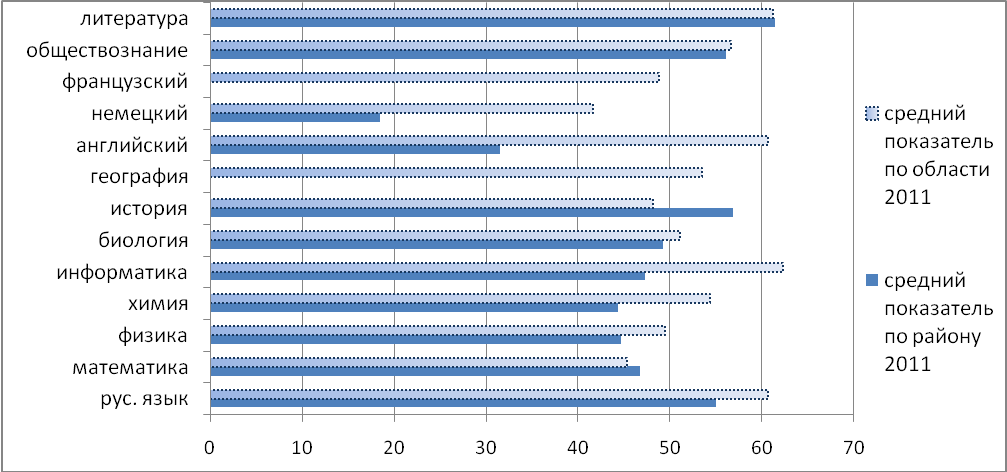 литература
обществознание
французский
немецкий
английский
география
история
биология
информатика
химия
физика
математика
рус. язык
0 10 20 30 40 50 60 70
средний
показатель
по области
2011
средний
показатель
по району
2011